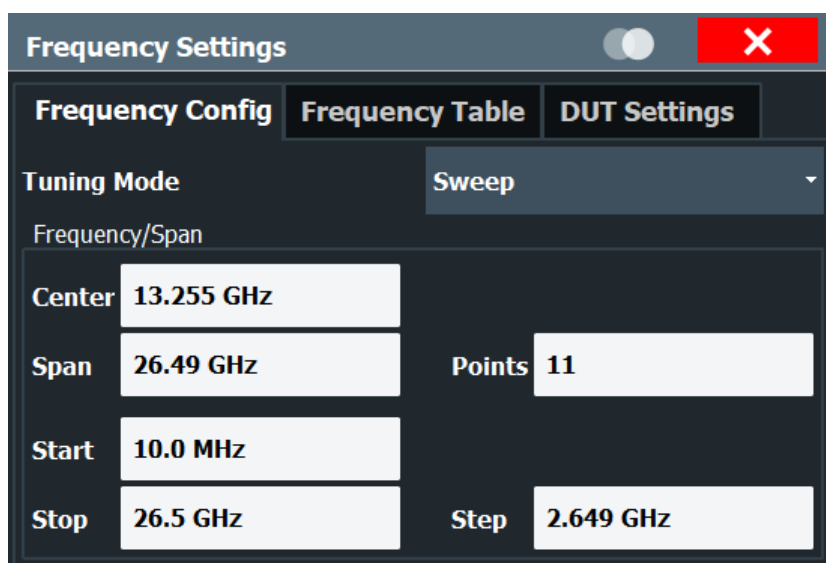 Frequency Settings
Frequency Config Frequency Table DUT Settings
Tuning Mode Sweep
Frequency/Span
Center 13.255 GHz
Span 26.49 GHz Points 11
Start 10.0 MHz
Stop 26.5 GHz Step 2.649 GHz